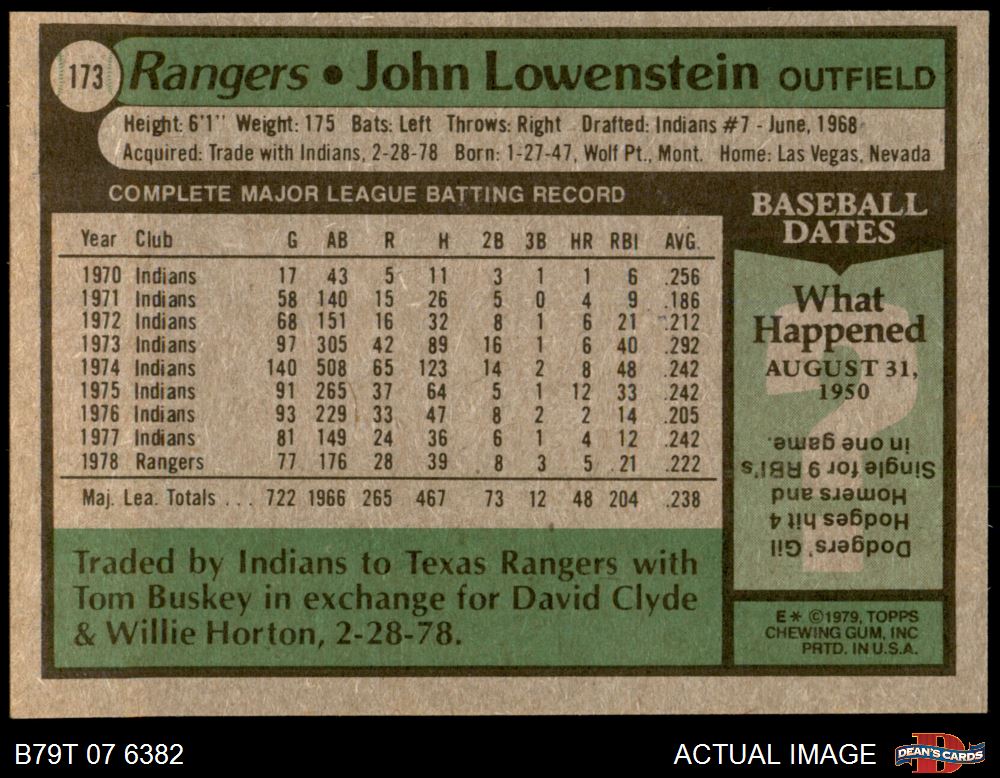 173 Rangers • John Lowenstein OUTFIELD
Height: 6'1" Weight: 175 Bats: Left Throws: Right Drafted: Indians #7 - June, 1968
Acquired: Trade with Indians, 2-28-78 Born: 1-27-47, Wolf Pt., Mont. Home: Las Vegas, Nevada
COMPLETE MAJOR LEAGUE BATTING RECORD
Year Club G AB R H 2B 3B HR RBI AVG.
1970 Indians 17 43 5 11 3 1 1 6 .256
1971 Indians 58 140 15 26 5 0 4 9 .186
1972 Indians 68 151 16 32 8 1 6 21 .212
1973 Indians 97 305 42 89 16 1 6 40 .292
1974 Indians 140 508 65 123 14 2 8 48 .242
1975 Indians 91 265 37 64 5 1 12 33 .242
1976 Indians 93 229 33 47 8 2 2 14 .205
1977 Indians 81 149 24 36 6 1 4 12 .242
1978 Rangers 77 176 28 39 8 3 5 21 .222
Maj. Lea. Totals . . . 722 1966 265 467 73 12 48 204 .238
Traded by Indians to Texas Rangers with
Tom Buskey in exchange for David Clyde
& Willie Horton, 2-28-78.
BASEBALL
DATES
What
Happened
AUGUST 31,
1950
Dodgers' Gil
Hodges hit 4
Homers and
Single for 9 RBI's
in one game.
E* ©1979, TOPPS
CHEWING GUM, INC
PRTD. IN U.S.A.
B79T 07 6382
ACTUAL IMAGE
D
DEAN'S CARDS